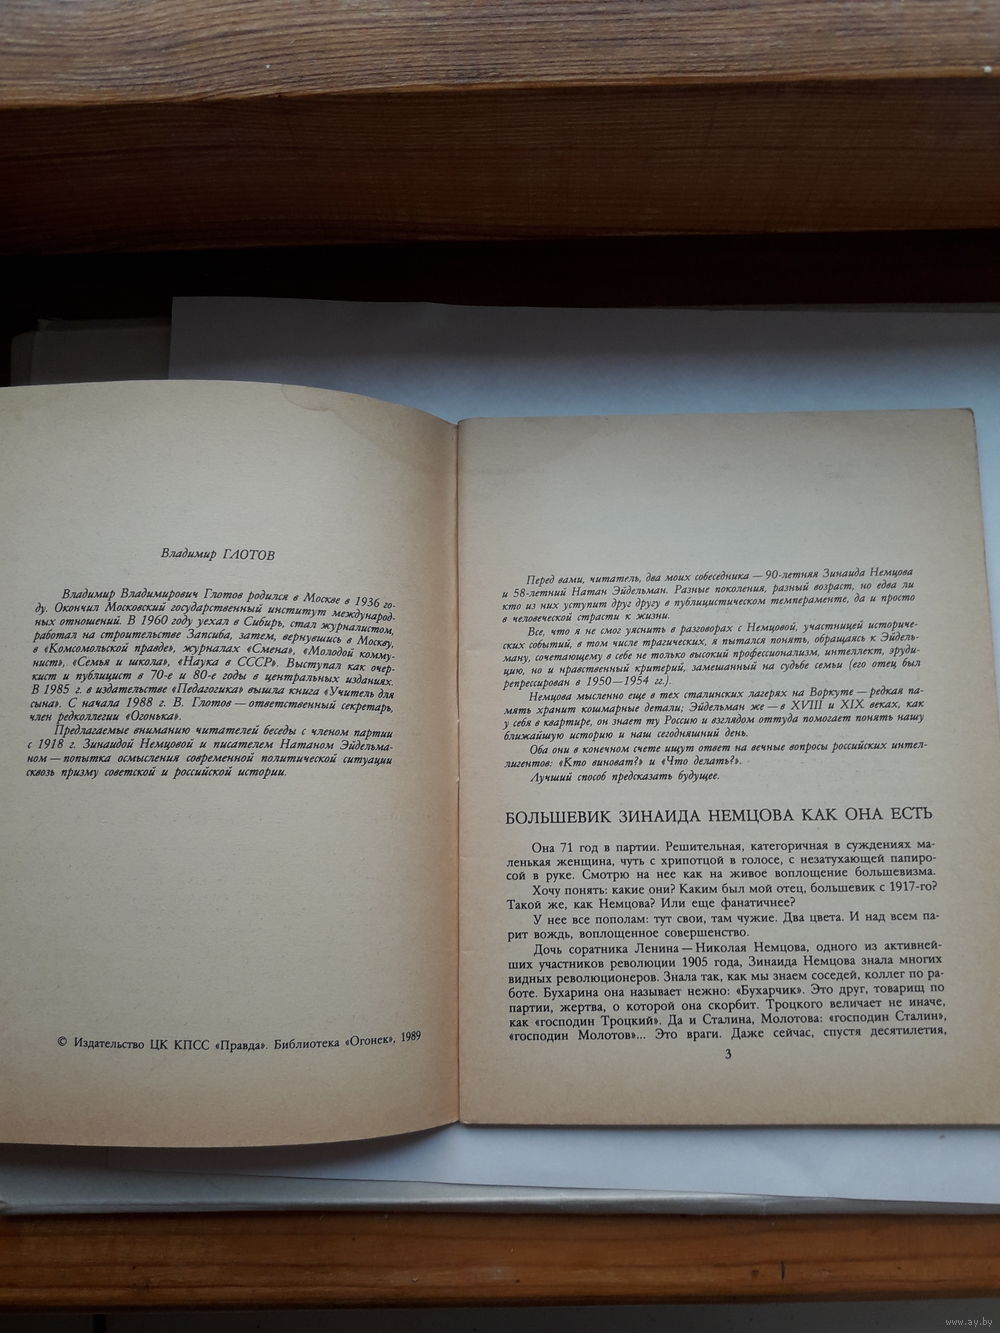 Владимир ГЛОТОВ
Владимир Владимирович Глотов родился в Москве в 1936 го-
ду. Окончил Московский государственный институт международ-
ных отношений. В 1960 году уехал в Сибирь, стал журналистом,
работал на строительстве Запсиба, затем, вернувшись в Москву,
в «Комсомольской правде», журналах «Смена», «Молодой комму-
нист», «Семья и школа», «Наука в СССР». Выступал как очер-
кист и публицист в 70-е и 80-е годы в центральных изданиях.
В 1985 г. в издательстве «Педагогика» вышла книга «Учитель для
сына». С начала 1988 г. В. Глотов — ответственный секретарь,
член редколлегии «Огонька».
Предлагаемые вниманию читателей беседы с членом партии
с 1918 г. Зинаидой Немцовой и писателем Натаном Эйдельма-
ном — попытка осмысления современной политической ситуации
сквозь призму советской и российской истории.
© Издательство ЦК КПСС «Правда». Библиотека «Огонек», 1989
Перед вами, читатель, два моих собеседника — 90-летняя Зинаида Немцова
и 58-летний Натан Эйдельман. Разные поколения, разный возраст, но едва ли
кто из них уступит друг другу в публицистическом темпераменте, да и просто
в человеческой страсти к жизни.
Все, что я не смог уяснить в разговорах с Немцовой, участницей историче-
ских событий, в том числе трагических, я пытался понять, обращаясь к Эйдель-
ману, сочетающему в себе не только высокий профессионализм, интеллект, эруди-
цию, но и нравственный критерий, замешанный на судьбе семьи (его отец был
репрессирован в 1950—1954 гг.).
Немцова мысленно еще в тех сталинских лагерях на Воркуте — редкая па-
мять хранит кошмарные детали; Эйдельман же — в XVIII и XIX веках, как
у себя в квартире, он знает ту Россию и взглядом оттуда помогает понять нашу
ближайшую историю и наш сегодняшний день.
Оба они в конечном счете ищут ответ на вечные вопросы российских интел-
лигентов: «Кто виноват?» и «Что делать?».
Лучший способ предсказать будущее.
БОЛЬШЕВИК ЗИНАИДА НЕМЦОВА КАК ОНА ЕСТЬ
Она 71 год в партии. Решительная, категоричная в суждениях ма-
ленькая женщина, чуть с хрипотцой в голосе, с незатухающей папиро-
сой в руке. Смотрю на нее как на живое воплощение большевизма.
Хочу понять: какие они? Каким был мой отец, большевик с 1917-го?
Такой же, как Немцова? Или еще фанатичнее?
У нее все пополам: тут свои, там чужие. Два цвета. И над всем па-
рит вождь, воплощенное совершенство.
Дочь соратника Ленина — Николая Немцова, одного из активней-
ших участников революции 1905 года, Зинаида Немцова знала многих
видных революционеров. Знала так, как мы знаем соседей, коллег по ра-
боте. Бухарина она называет нежно: «Бухарчик». Это друг, товарищ по
партии, жертва, о которой она скорбит. Троцкого величает не иначе,
как «господин Троцкий». Да и Сталина, Молотова: «господин Сталин»,
«господин Молотов»... Это враги. Даже сейчас, спустя десятилетия,
3
www.ay.by